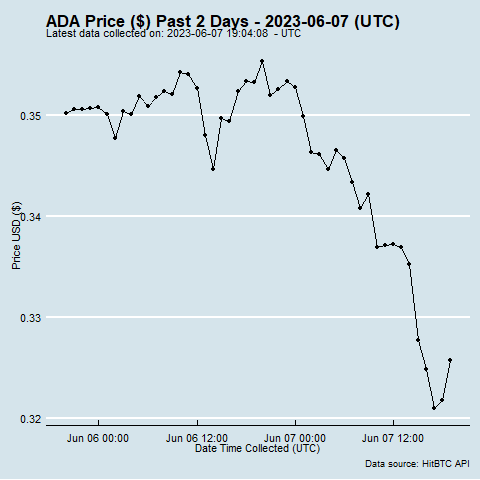 ADA Price ($) Past 2 Days - 2023-06-07 (UTC)
Latest data collected on: 2023-06-07 19:04:08 - UTC
0.35
0.34
0.33
0.32
Price USD ($)
Jun 06 00:00 Jun 06 12:00 Jun 07 00:00 Jun 07 12:00
Date Time Collected (UTC)
Data source: HitBTC API